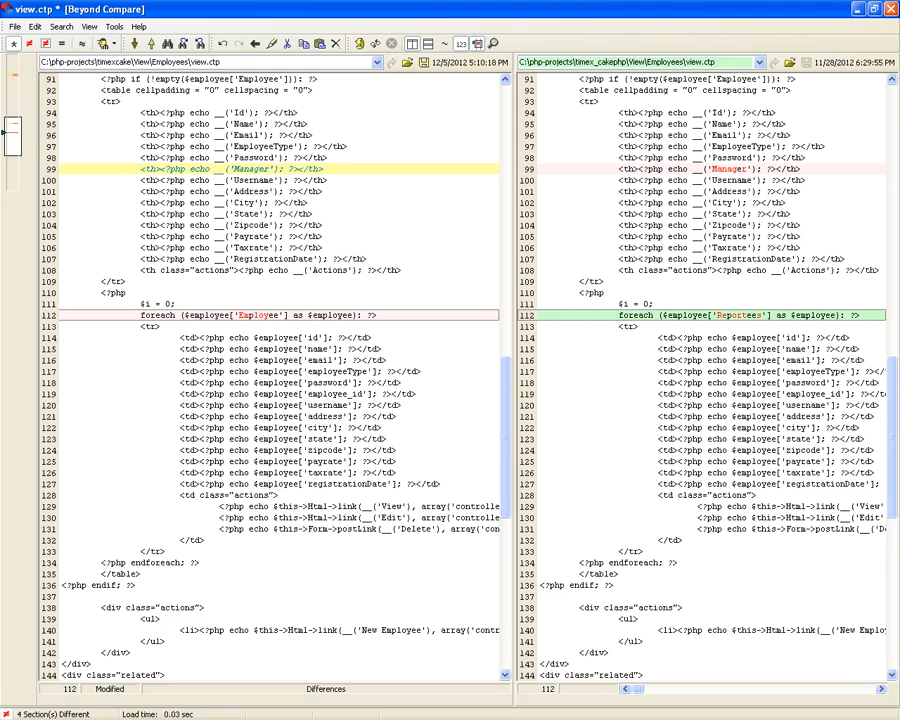 view.ctp * [Beyond Compare]
File Edit Search View Tools Help
C:\php-projects\timexcake\View\Employees\view.ctp 12/5/2012 5:10:18 PM
91 <?php if (!empty($employee['Employee'])): ?>
92 <table cellpadding = "0" cellspacing = "0">
93 <tr>
94 <th><?php echo __('Id'); ?></th>
95 <th><?php echo __('Name'); ?></th>
96 <th><?php echo __('Email'); ?></th>
97 <th><?php echo __('EmployeeType'); ?></th>
98 <th><?php echo __('Password'); ?></th>
99 <th><?php echo __('Manager'); ?></th>
100 <th><?php echo __('Username'); ?></th>
101 <th><?php echo __('Address'); ?></th>
102 <th><?php echo __('City'); ?></th>
103 <th><?php echo __('State'); ?></th>
104 <th><?php echo __('Zipcode'); ?></th>
105 <th><?php echo __('Payrate'); ?></th>
106 <th><?php echo __('Taxrate'); ?></th>
107 <th><?php echo __('RegistrationDate'); ?></th>
108 <th class="actions"><?php echo __('Actions'); ?></th>
109 </tr>
110 <?php
111 $i = 0;
112 foreach ($employee['Employee'] as $employee): ?>
113 <tr>
114 <td><?php echo $employee['id']; ?></td>
115 <td><?php echo $employee['name']; ?></td>
116 <td><?php echo $employee['email']; ?></td>
117 <td><?php echo $employee['employeeType']; ?></td>
118 <td><?php echo $employee['password']; ?></td>
119 <td><?php echo $employee['employee_id']; ?></td>
120 <td><?php echo $employee['username']; ?></td>
121 <td><?php echo $employee['address']; ?></td>
122 <td><?php echo $employee['city']; ?></td>
123 <td><?php echo $employee['state']; ?></td>
124 <td><?php echo $employee['zipcode']; ?></td>
125 <td><?php echo $employee['payrate']; ?></td>
126 <td><?php echo $employee['taxrate']; ?></td>
127 <td><?php echo $employee['registrationDate']; ?></td>
128 <td class="actions">
129 <?php echo $this->Html->link(__('View'), array('controlle
130 <?php echo $this->Html->link(__('Edit'), array('controlle
131 <?php echo $this->Form->postLink(__('Delete'), array('con
132 </td>
133 </tr>
134 <?php endforeach; ?>
135 </table>
136 <?php endif; ?>
137
138 <div class="actions">
139 <ul>
140 <li><?php echo $this->Html->link(__('New Employee'), array('contr
141 </ul>
142 </div>
143 </div>
144 <div class="related">
112 Modified Differences
C:\php-projects\timex_cakephp\View\Employees\view.ctp 11/28/2012 6:29:55 PM
91 <?php if (!empty($employee['Employee'])): ?>
92 <table cellpadding = "0" cellspacing = "0">
93 <tr>
94 <th><?php echo __('Id'); ?></th>
95 <th><?php echo __('Name'); ?></th>
96 <th><?php echo __('Email'); ?></th>
97 <th><?php echo __('EmployeeType'); ?></th>
98 <th><?php echo __('Password'); ?></th>
99 <th><?php echo __('Manager'); ?></th>
100 <th><?php echo __('Username'); ?></th>
101 <th><?php echo __('Address'); ?></th>
102 <th><?php echo __('City'); ?></th>
103 <th><?php echo __('State'); ?></th>
104 <th><?php echo __('Zipcode'); ?></th>
105 <th><?php echo __('Payrate'); ?></th>
106 <th><?php echo __('Taxrate'); ?></th>
107 <th><?php echo __('RegistrationDate'); ?></th>
108 <th class="actions"><?php echo __('Actions'); ?></th>
109 </tr>
110 <?php
111 $i = 0;
112 foreach ($employee['Reportees'] as $employee): ?>
113 <tr>
114 <td><?php echo $employee['id']; ?></td>
115 <td><?php echo $employee['name']; ?></td>
116 <td><?php echo $employee['email']; ?></td>
117 <td><?php echo $employee['employeeType']; ?></
118 <td><?php echo $employee['password']; ?></td>
119 <td><?php echo $employee['employee_id']; ?></td
120 <td><?php echo $employee['username']; ?></td>
121 <td><?php echo $employee['address']; ?></td>
122 <td><?php echo $employee['city']; ?></td>
123 <td><?php echo $employee['state']; ?></td>
124 <td><?php echo $employee['zipcode']; ?></td>
125 <td><?php echo $employee['payrate']; ?></td>
126 <td><?php echo $employee['taxrate']; ?></td>
127 <td><?php echo $employee['registrationDate'];
128 <td class="actions">
129 <?php echo $this->Html->link(__('View'
130 <?php echo $this->Html->link(__('Edit'
131 <?php echo $this->Form->postLink(__('D
132 </td>
133 </tr>
134 <?php endforeach; ?>
135 </table>
136 <?php endif; ?>
137
138 <div class="actions">
139 <ul>
140 <li><?php echo $this->Html->link(__('New Emplo
141 </ul>
142 </div>
143 </div>
144 <div class="related">
112
4 Section(s) Different Load time: 0.03 sec